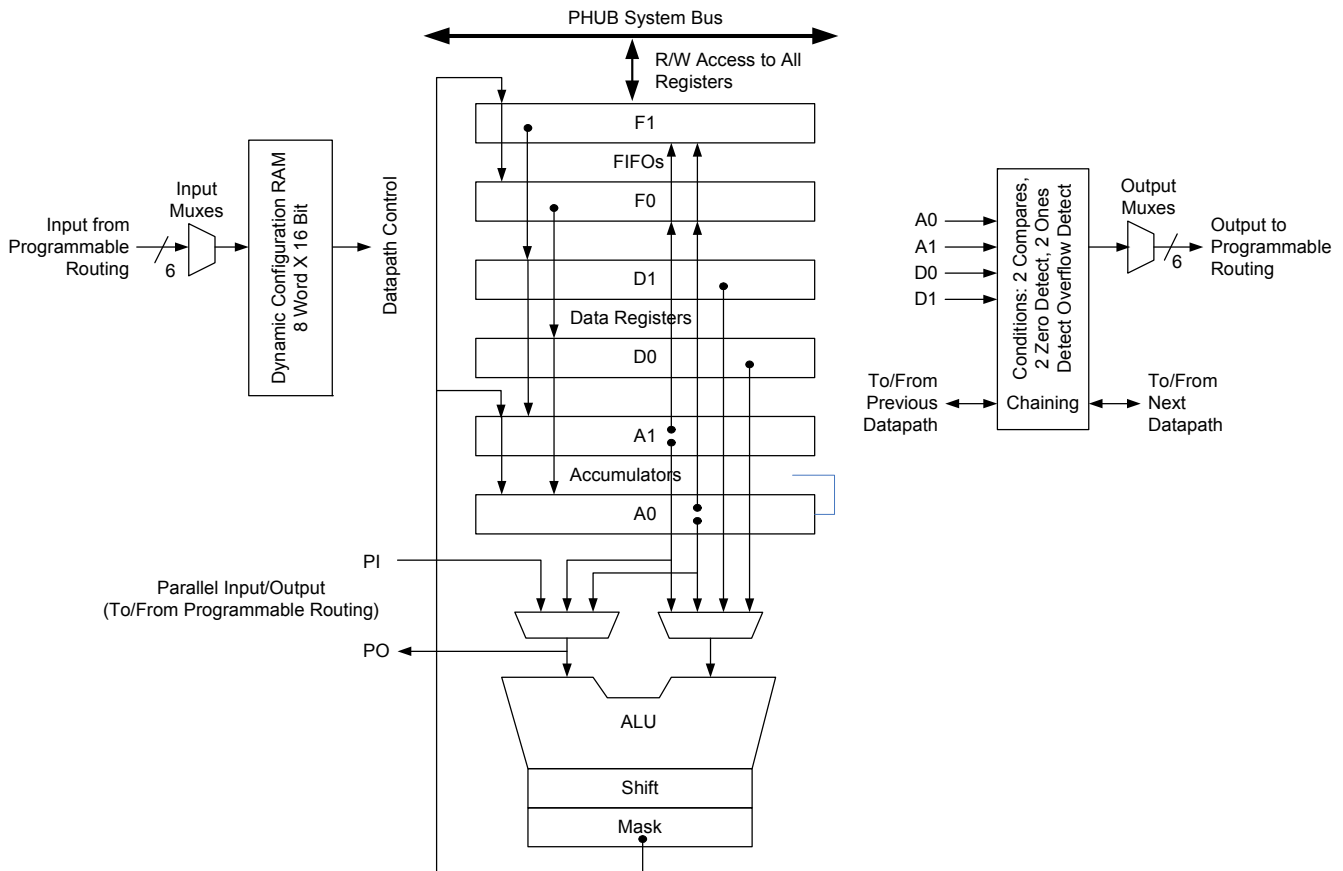 PHUB System Bus
R/W Access to All
Registers
F1
FIFOs
F0
D1
Data Registers
D0
A1
Accumulators
A0
Input from
Programmable
Routing
6
Input
Muxes
Dynamic Configuration RAM
8 Word X 16 Bit
Datapath Control
A0
A1
D0
D1
Conditions: 2 Compares,
2 Zero Detect, 2 Ones
Detect Overflow Detect
Output
Muxes
6
Output to
Programmable
Routing
To/From
Previous
Datapath
Chaining
To/From
Next
Datapath
PI
Parallel Input/Output
(To/From Programmable Routing)
PO
ALU
Shift
Mask